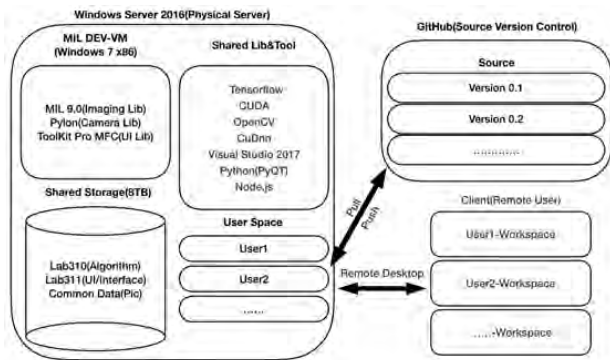 Windows Server 2016(Physical Server)
MiL DEV-VM
(Windows 7 x86)
MIL 9.0(Imaging Lib)
Pylon(Camera Lib)
ToolKit Pro MFC(UI Lib)
Shared Storage(8TB)
Lab310(Algorithm)
Lab311(UI/Interface)
Common Data(Pic)
Shared Lib&Tool
Tensorflow
CUDA
OpenCV
CuDnn
Visual Studio 2017
Python(PyQT)
Node.js
User Space
User1
User2
......
Pull
Push
Remote Desktop
GitHub(Source Version Control)
Source
Version 0.1
Version 0.2
.............
Client(Remote User)
User1-Workspace
User2-Workspace
......-Workspace